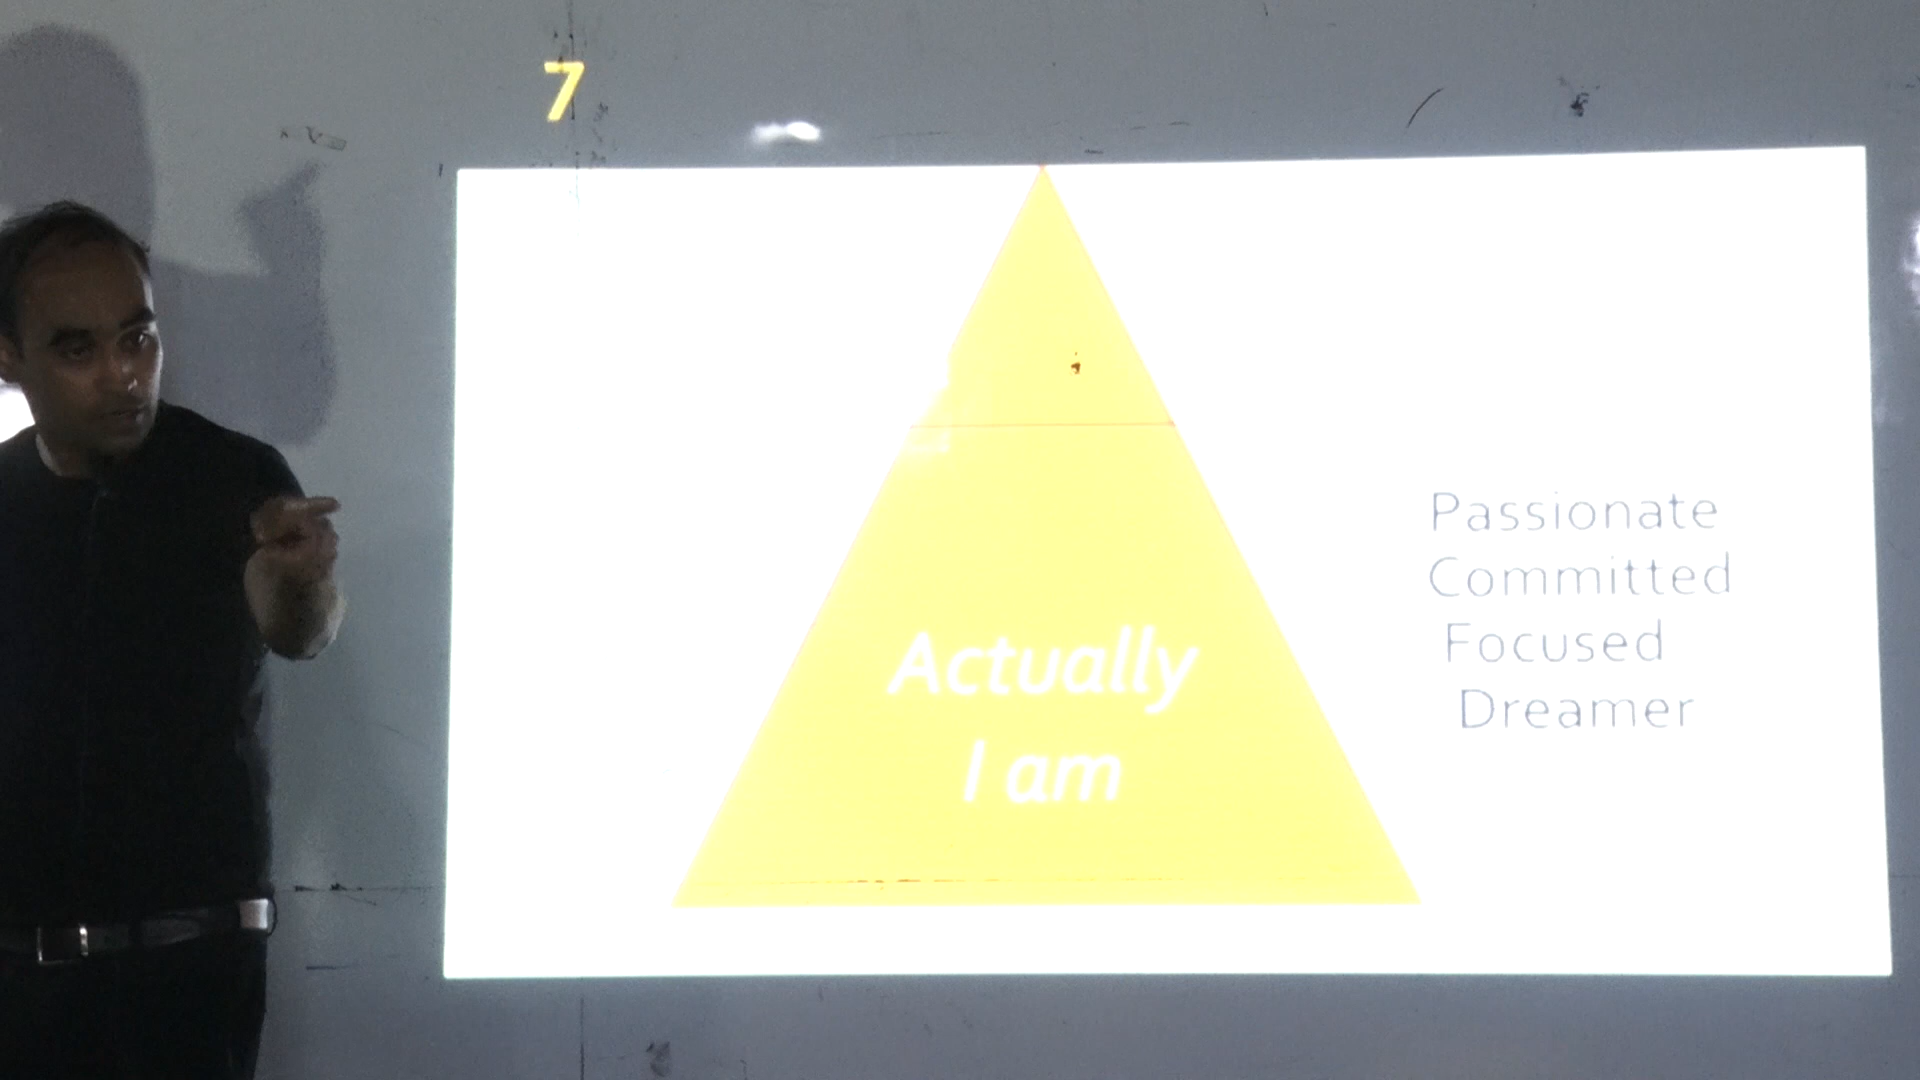 7
Actually
I am
Passionate
Committed
Focused
Dreamer